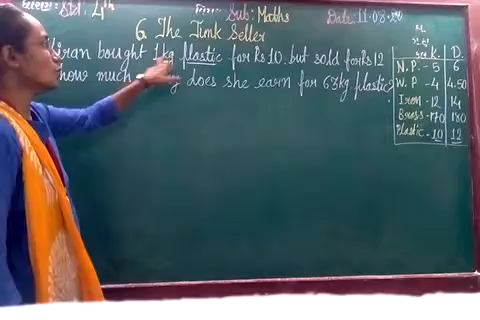 Std: 4th Sub: Maths Date: 11.08.
6. The Junk Seller
Kiran bought 1kg plastic for Rs 10. but sold for Rs 12
how much does she earn for 63kg plastic?
K. D.
N.P. - 5 6
W.P - 4 4.50
Iron - 12 14
Brass - 170 180
Plastic - 10 12